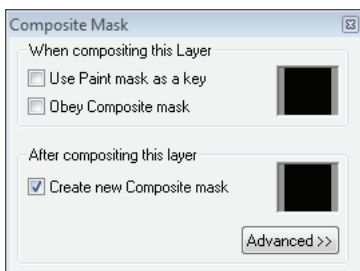 Composite Mask
When compositing this Layer
Use Paint mask as a key
Obey Composite mask
After compositing this layer
Create new Composite mask
Advanced >>